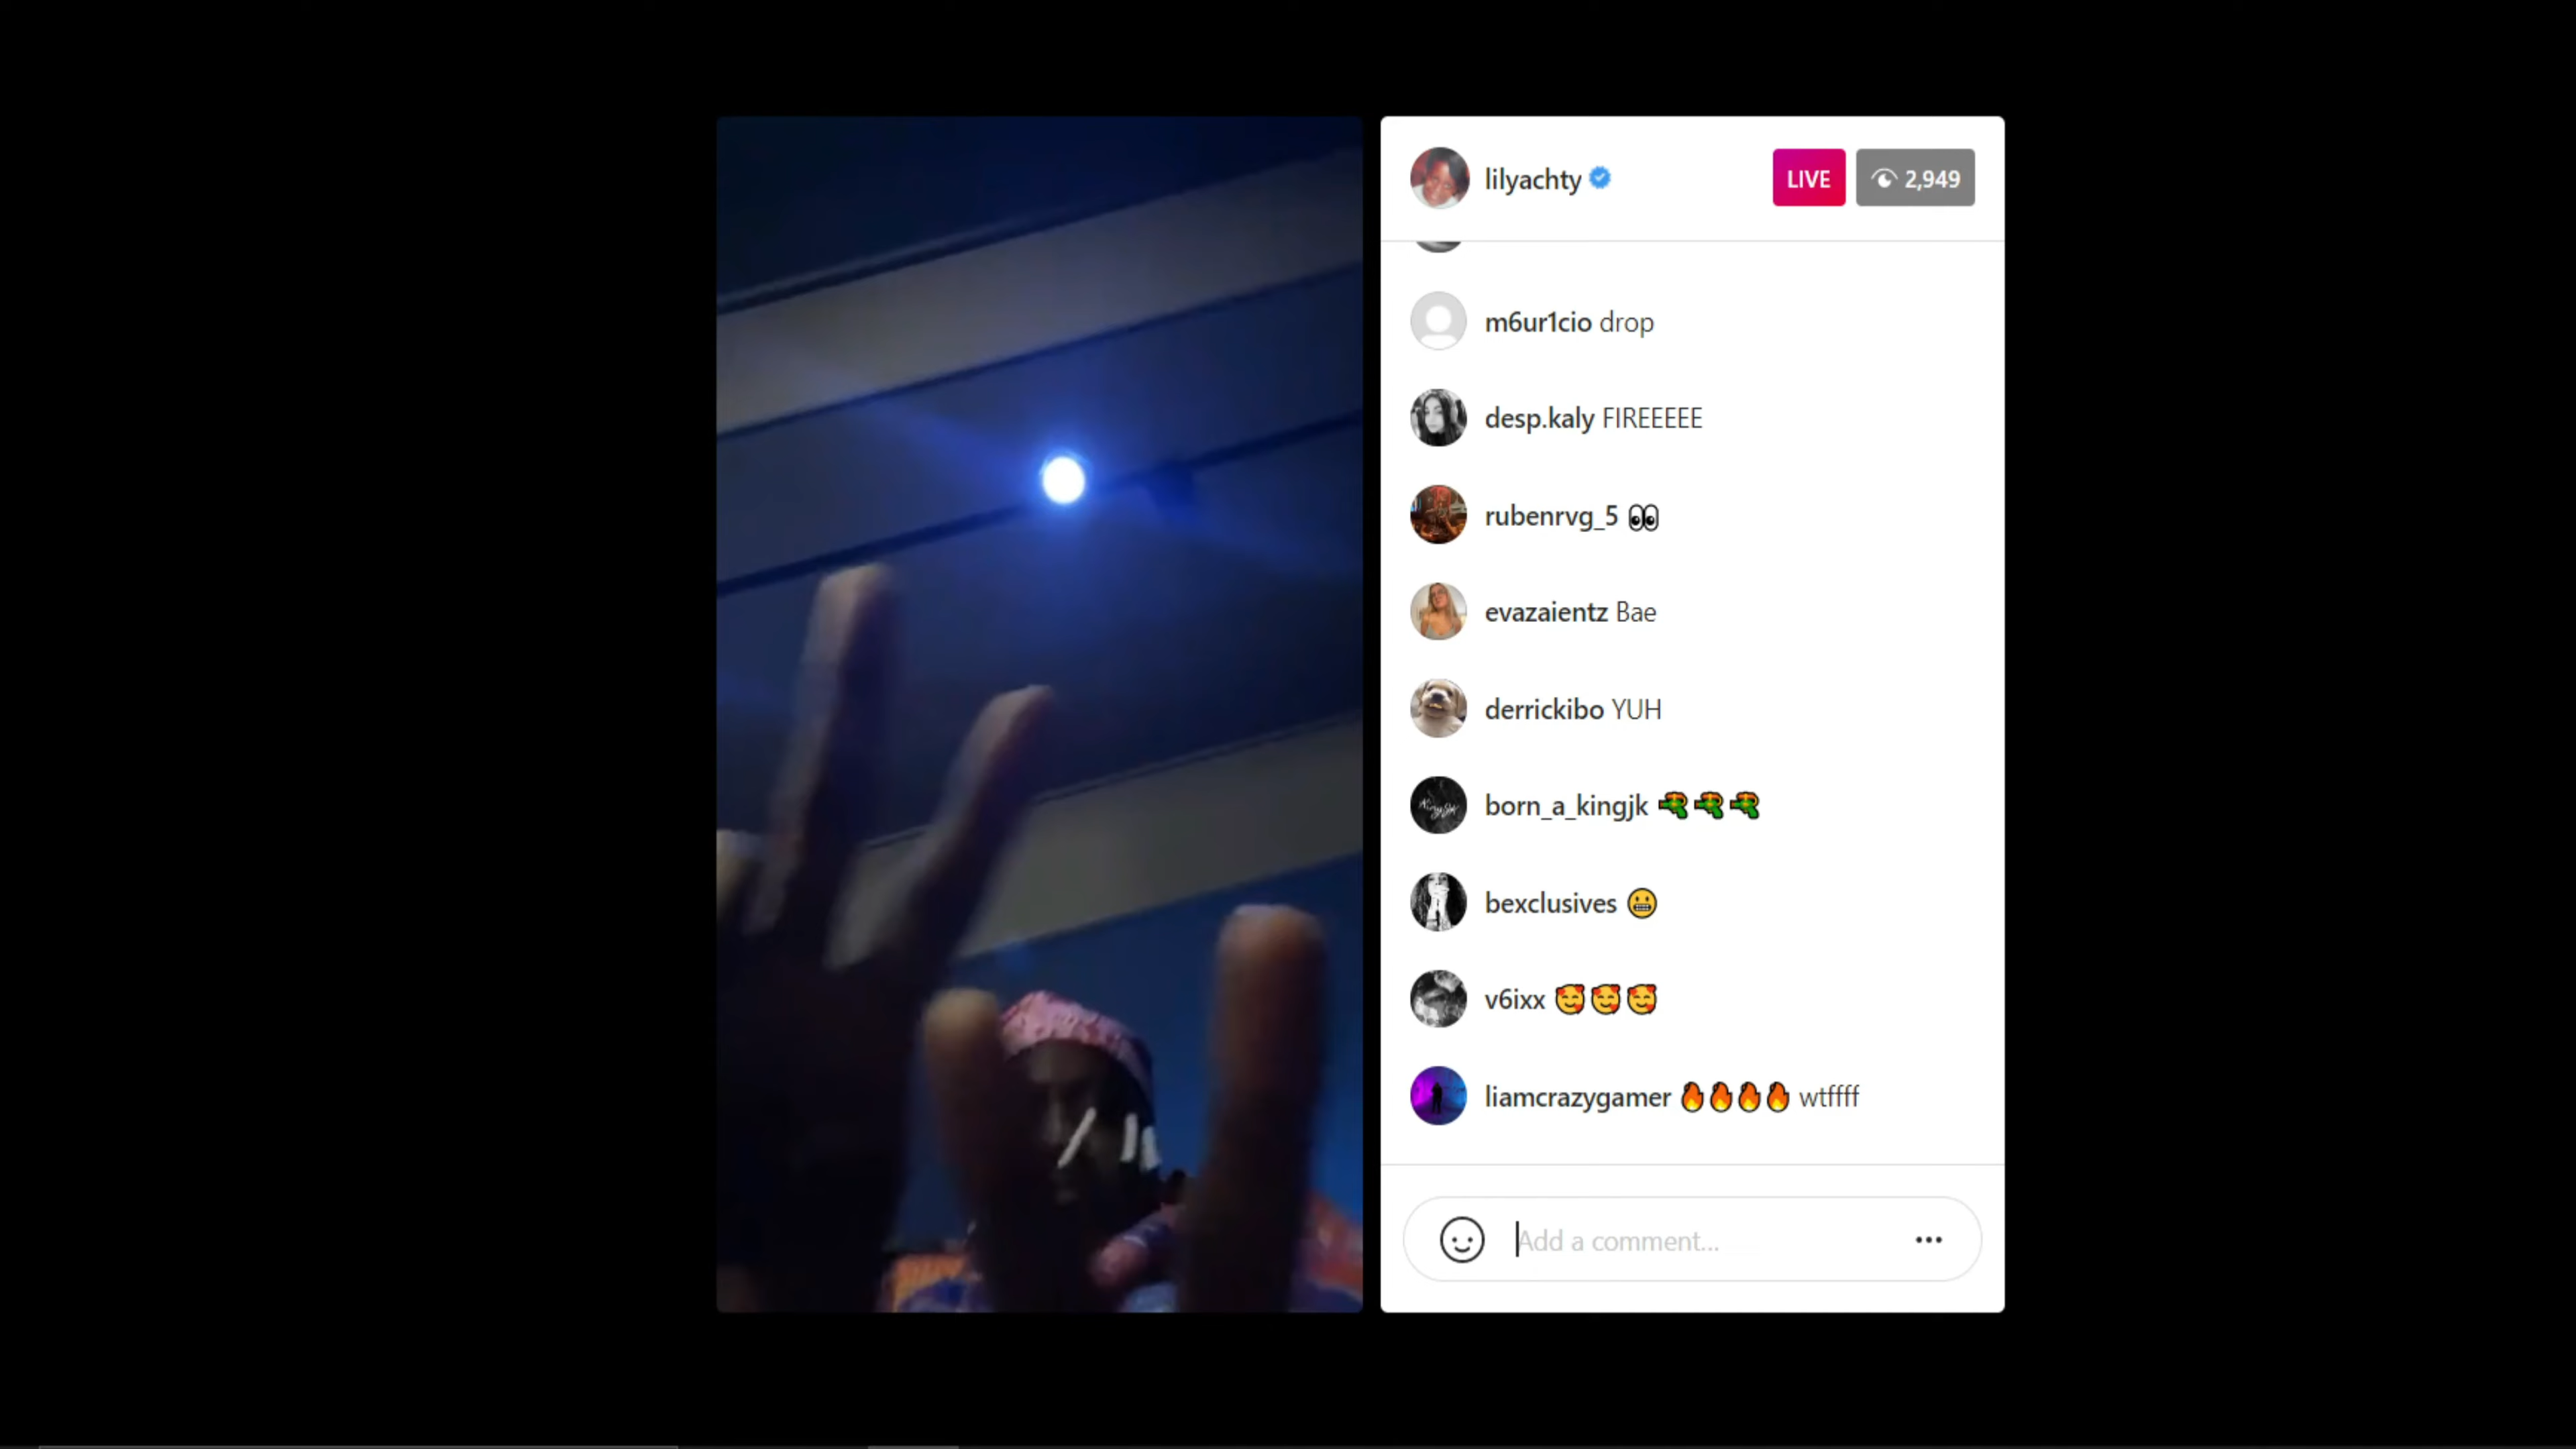 lilyachty
LIVE 2,949
m6ur1cio drop
desp.kaly FIREEEEE
rubenrvg_5 👀
evazaientz Bae
derrickibo YUH
born_a_kingjk 🔫🔫🔫
bexclusives 😬
v6ixx 🥰🥰🥰
liamcrazygamer 🔥🔥🔥🔥 wtffff
Add a comment...